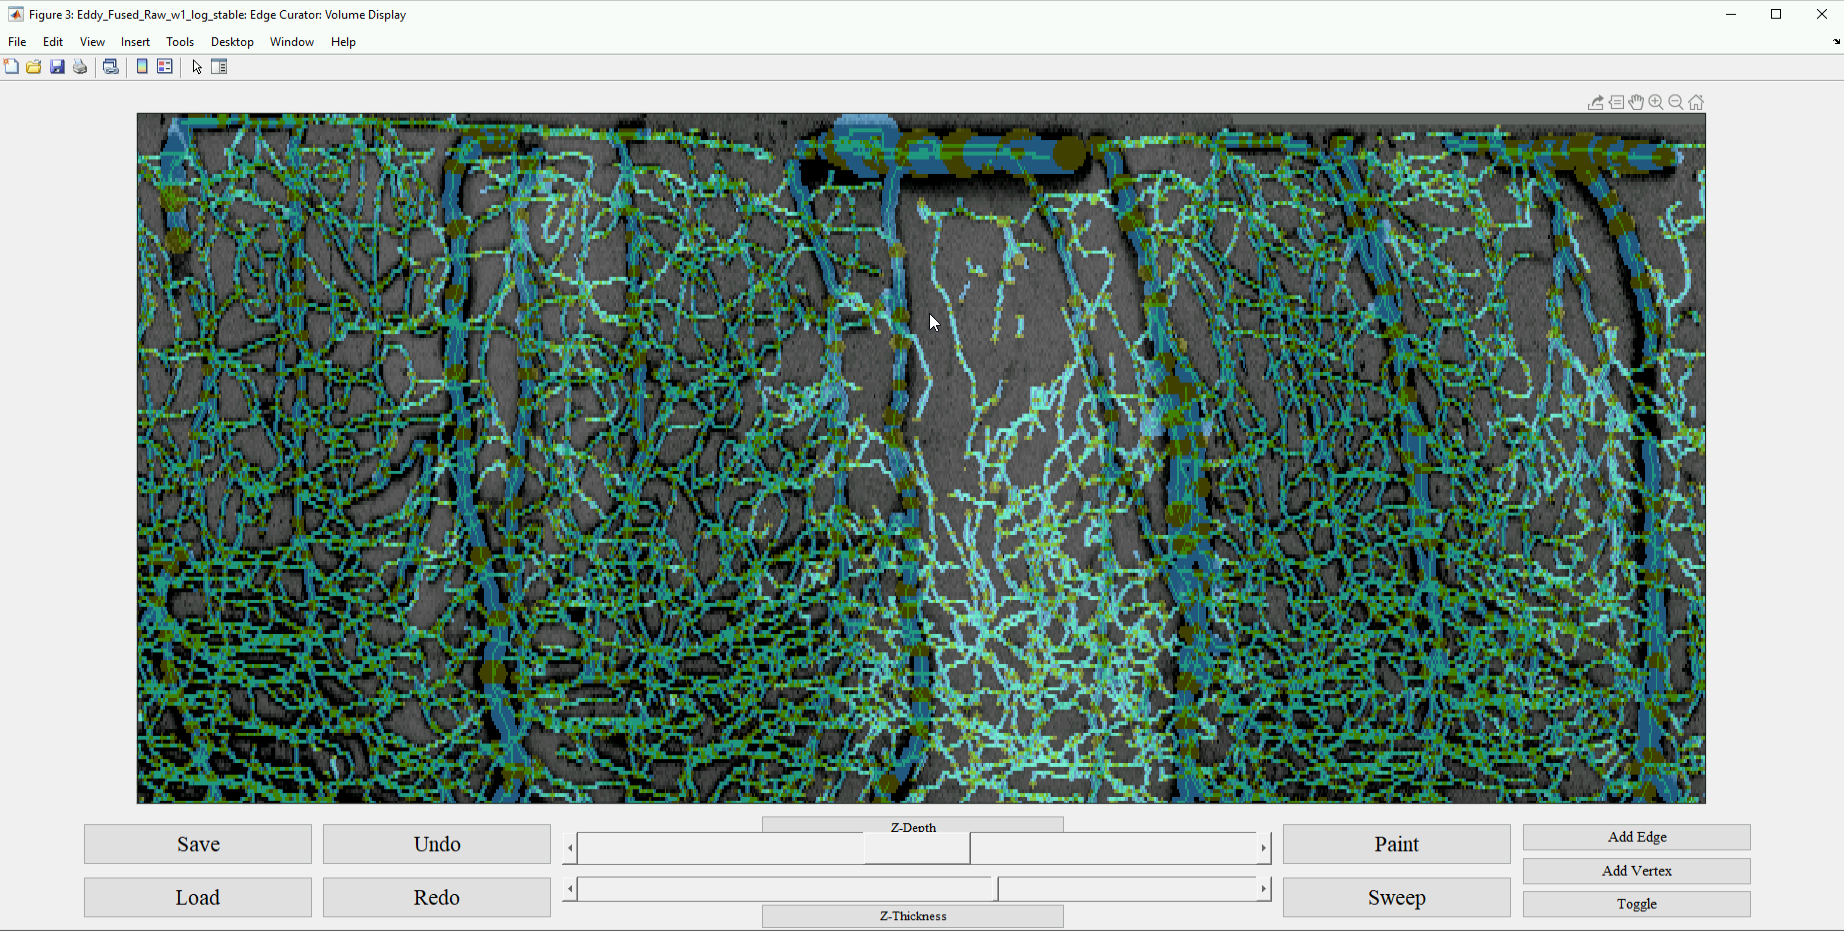 Figure 3: Eddy_Fused_Raw_w1_log_stable: Edge Curator: Volume Display
File Edit View Insert Tools Desktop Window Help
Save
Undo
Z-Depth
Paint
Add Edge
Add Vertex
Load
Redo
Z-Thickness
Sweep
Toggle